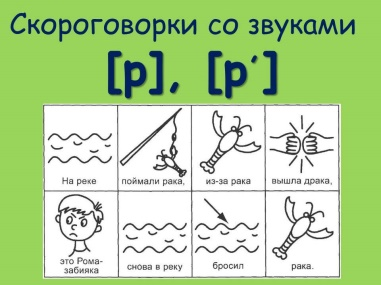 Скороговорки со звуками
[р], [р´]
На реке
поймали рака,
из-за рака
вышла драка,
это Рома-
забияка
снова в реку
бросил
рака.